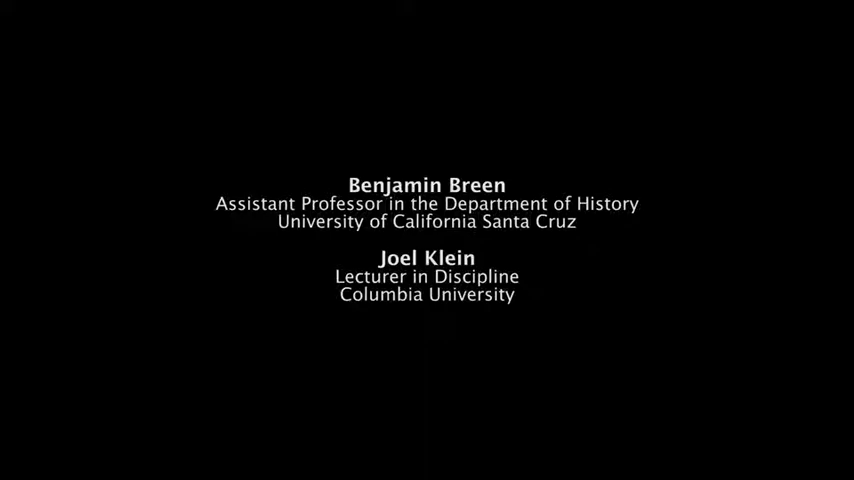 Benjamin Breen
Assistant Professor in the Department of History
University of California Santa Cruz
Joel Klein
Lecturer in Discipline
Columbia University